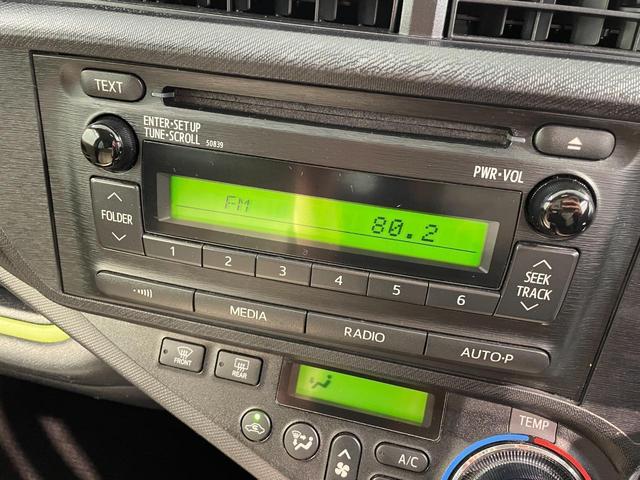 TEXT
ENTER·SETUP
TUNE·SCROLL 50839
PWR·VOL
FM 80.2
FOLDER
1 2 3 4 5 6
SEEK
TRACK
MEDIA
RADIO
AUTO·P
FRONT
REAR
TEMP
A/C